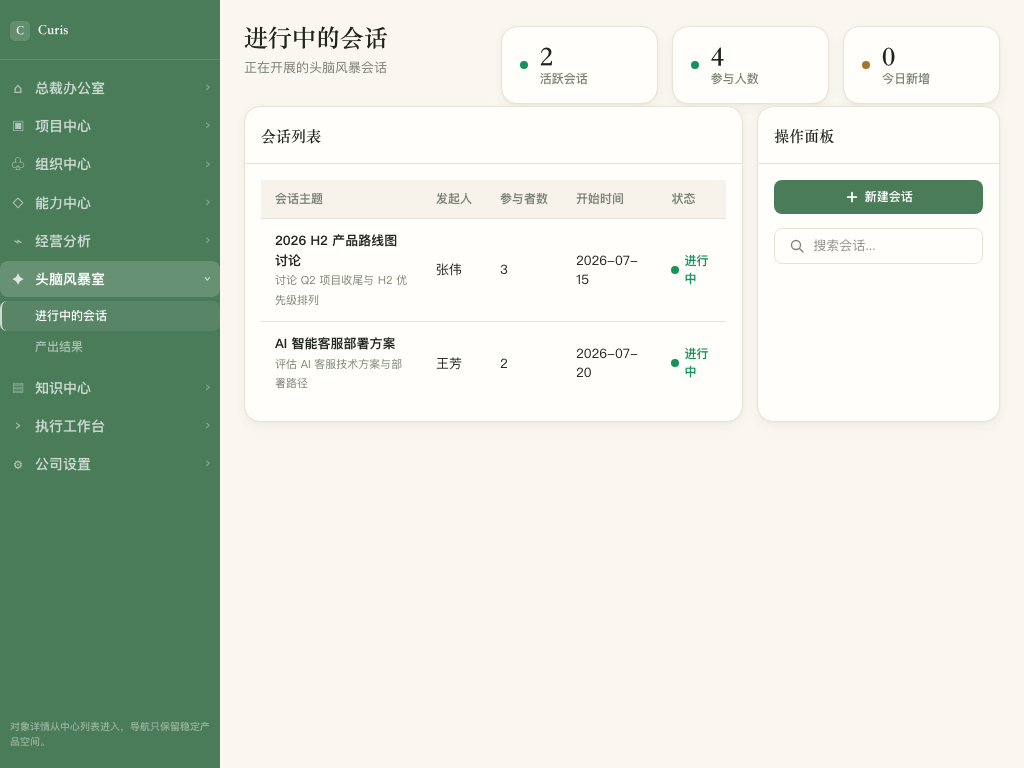 C Curis
总裁办公室
项目中心
组织中心
能力中心
经营分析
头脑风暴室
进行中的会话
产出结果
知识中心
执行工作台
公司设置
对象详情从中心列表进入，导航只保留稳定产
品空间。
进行中的会话
正在开展的头脑风暴会话
2
活跃会话
4
参与人数
0
今日新增
会话列表
会话主题 发起人 参与者数 开始时间 状态
2026 H2 产品路线图
讨论
讨论 Q2 项目收尾与 H2 优
先级排列
张伟
3
2026-07-
15
进行
中
AI 智能客服部署方案
评估 AI 客服技术方案与部
署路径
王芳
2
2026-07-
20
进行
中
操作面板
+ 新建会话
搜索会话...